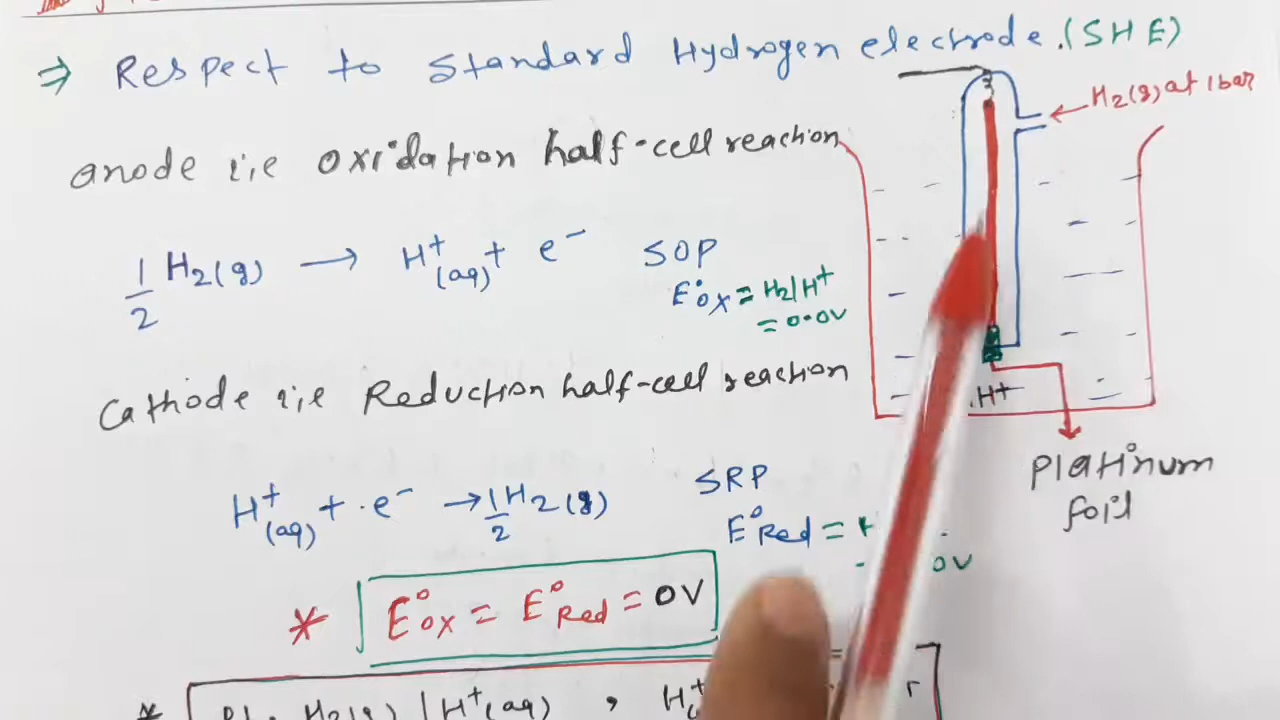 ⇒ Respect to Standard Hydrogen electrode.(SHE)
H2(g) at 1bar
anode i,e oxidation half-cell reaction
1/2 H2(g) → H+(aq) + e− SOP
E°ox = H2/H+
= 0.0V
Cathode i,e Reduction half-cell reaction
H+
Platinum
foil
H+(aq) + e− → 1/2 H2(g) SRP
E°Red =
0V
* E°ox = E°Red = 0V
* H2(g) / H+(aq) , H+